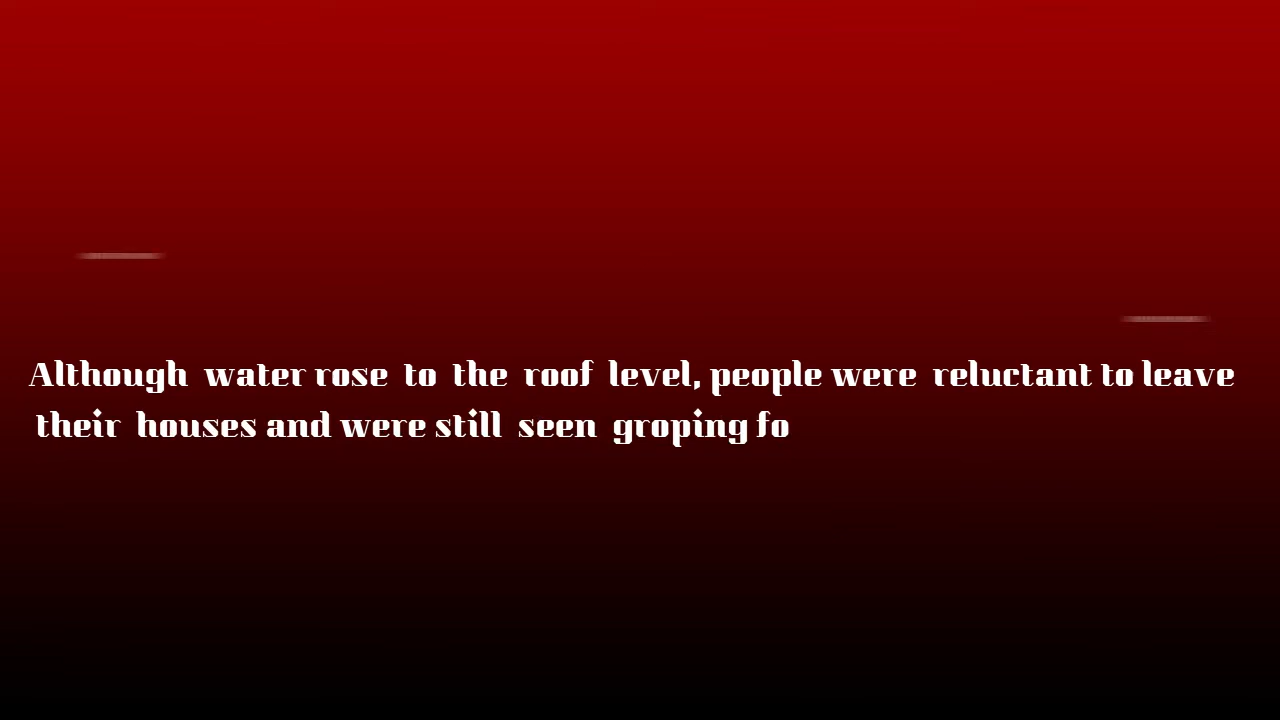 Although water rose to the roof level, people were reluctant to leave
their houses and were still seen groping fo